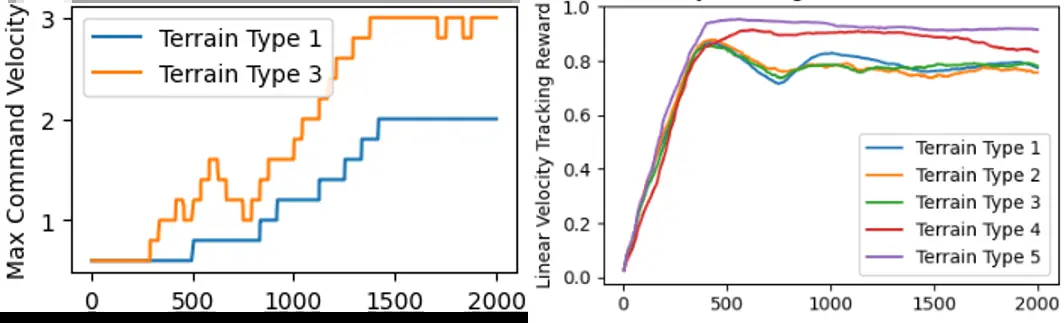 Max Command Velocity
3
2
1
Terrain Type 1
Terrain Type 3
0 500 1000 1500 2000
Linear Velocity Tracking Reward
1.0
0.8
0.6
0.4
0.2
0.0
Terrain Type 1
Terrain Type 2
Terrain Type 3
Terrain Type 4
Terrain Type 5
0 500 1000 1500 2000